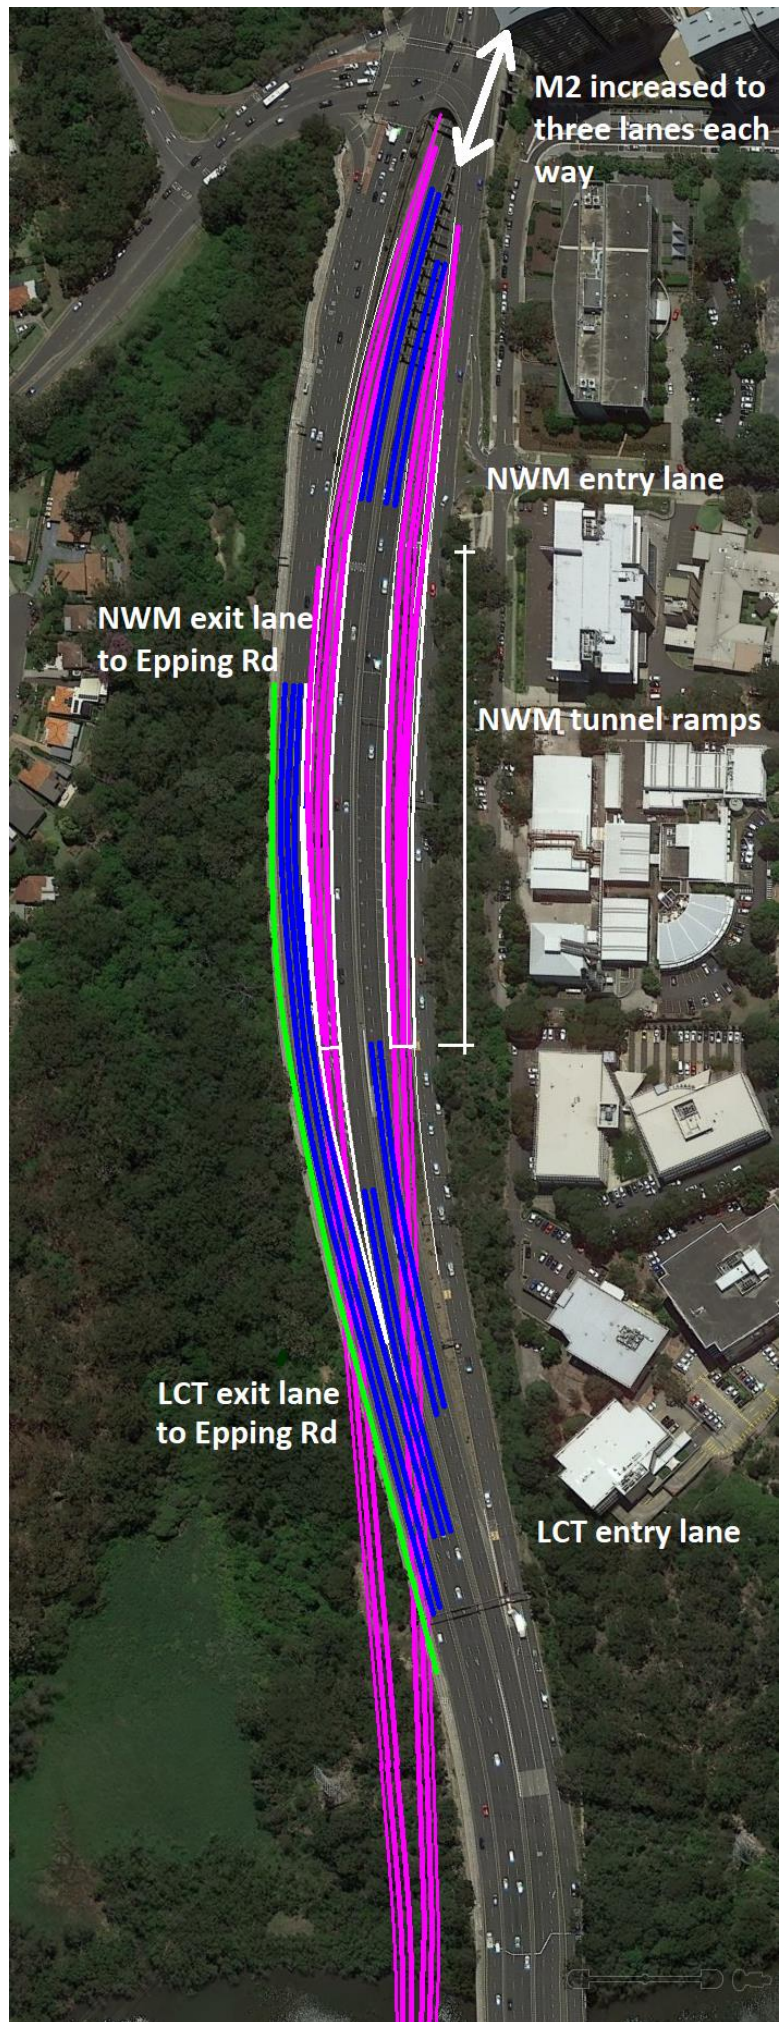 M2 increased to
three lanes each
way
NWM entry lane
NWM exit lane
to Epping Rd
NWM tunnel ramps
LCT exit lane
to Epping Rd
LCT entry lane